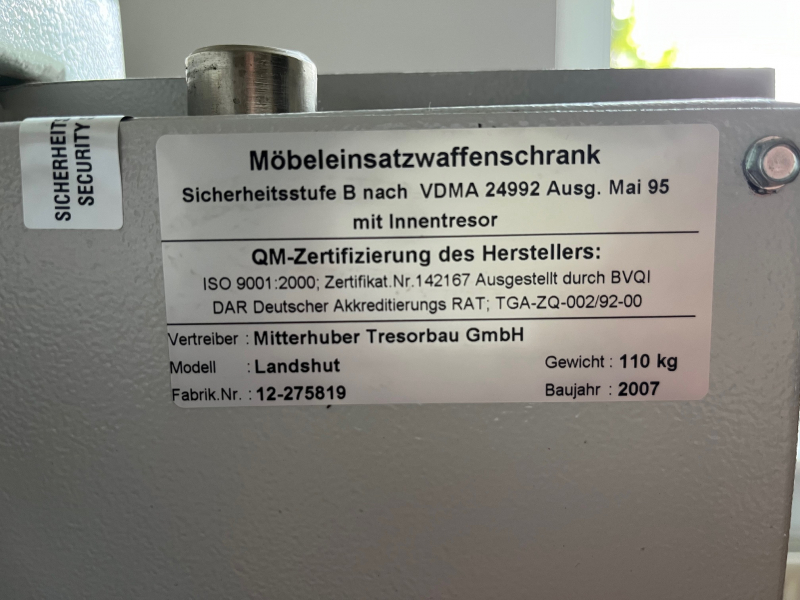 SICHERHEIT
SECURITY
Möbeleinsatzwaffenschrank
Sicherheitsstufe B nach VDMA 24992 Ausg. Mai 95
mit Innentresor
QM-Zertifizierung des Herstellers:
ISO 9001:2000; Zertifikat.Nr.142167 Ausgestellt durch BVQI
DAR Deutscher Akkreditierungs RAT; TGA-ZQ-002/92-00
Vertreiber : Mitterhuber Tresorbau GmbH
Modell : Landshut Gewicht : 110 kg
Fabrik.Nr. : 12-275819 Baujahr : 2007